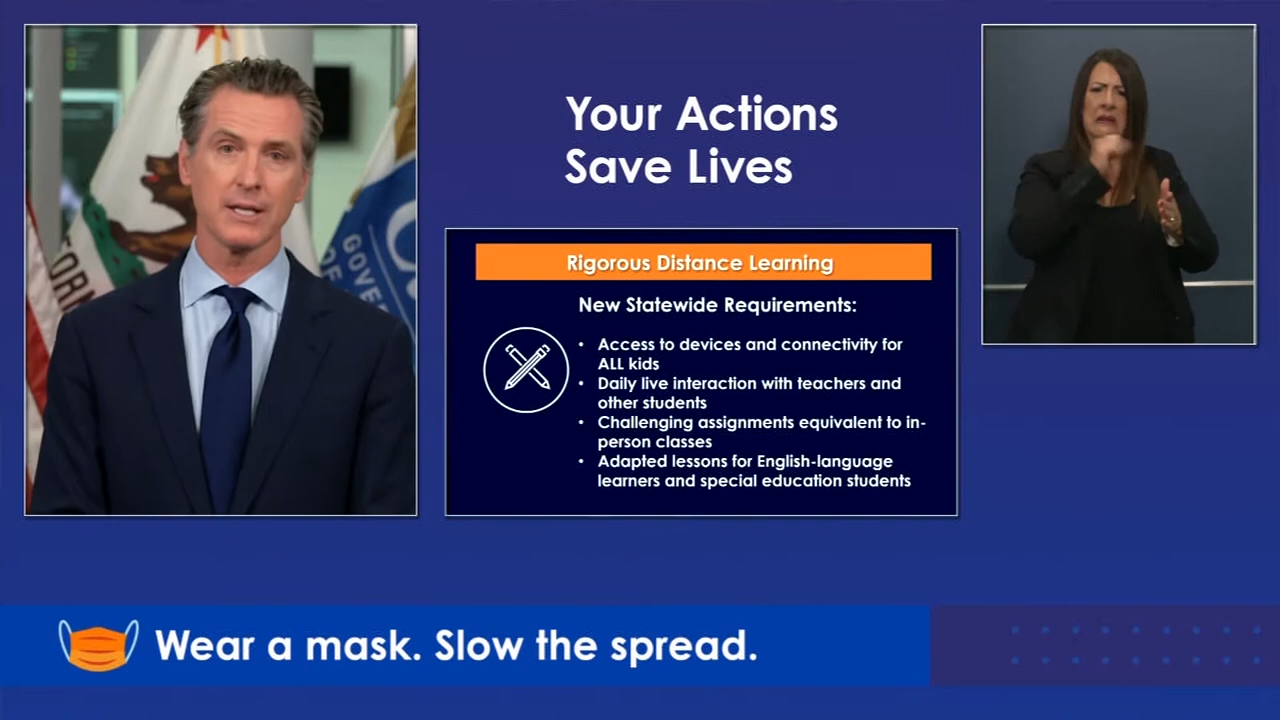 Your Actions
Save Lives
Rigorous Distance Learning
New Statewide Requirements:
• Access to devices and connectivity for
ALL kids
• Daily live interaction with teachers and
other students
• Challenging assignments equivalent to in-
person classes
• Adapted lessons for English-language
learners and special education students
Wear a mask. Slow the spread.